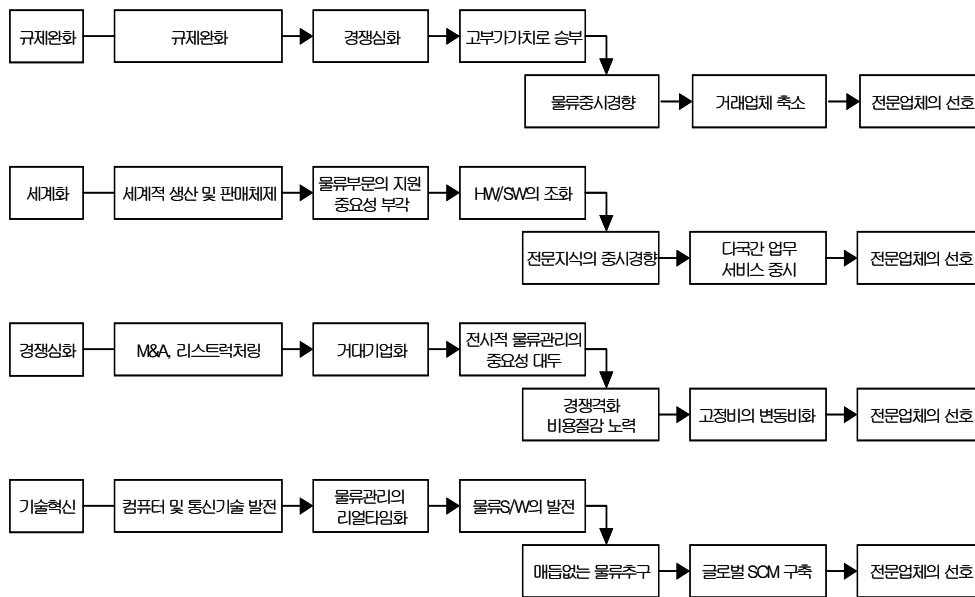 규제완화
규제완화
경쟁심화
고부가가치로 승부
물류중시경향
거래업체 축소
전문업체의 선호
세계화
세계적 생산 및 판매체제
물류부문의 지원
중요성 부각
HW/SW의 조화
전문지식의 중시경향
다국간 업무
서비스 중시
전문업체의 선호
경쟁심화
M&A, 리스트럭처링
거대기업화
전사적 물류관리의
중요성 대두
경쟁격화
비용절감 노력
고정비의 변동비화
전문업체의 선호
기술혁신
컴퓨터 및 통신기술 발전
물류관리의
리얼타임화
물류S/W의 발전
매듭없는 물류추구
글로벌 SCM 구축
전문업체의 선호